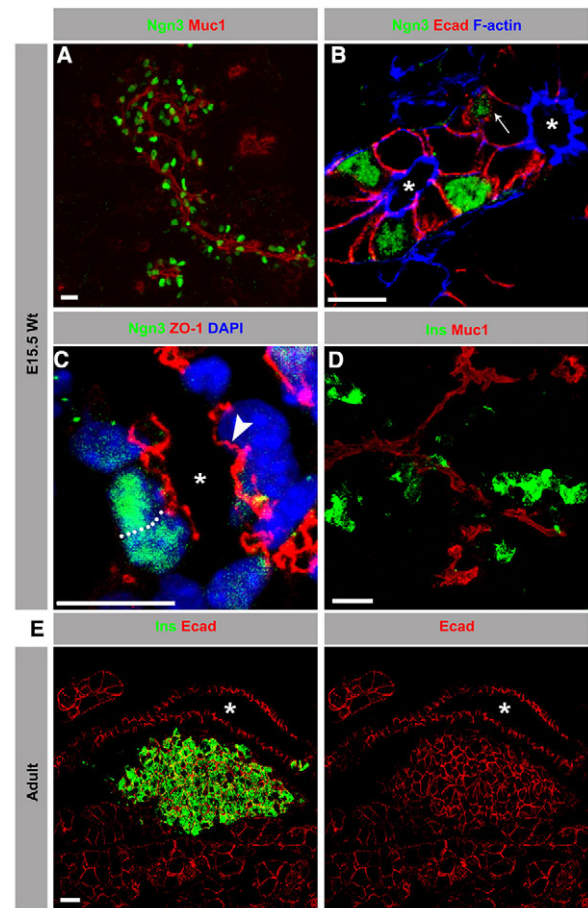 Ngn3 Muc1
Ngn3 Ecad F-actin
A
B
*
*
E15.5 Wt
Ngn3 ZO-1 DAPI
Ins Muc1
C
D
*
E
Ins Ecad
Ecad
*
*
Adult